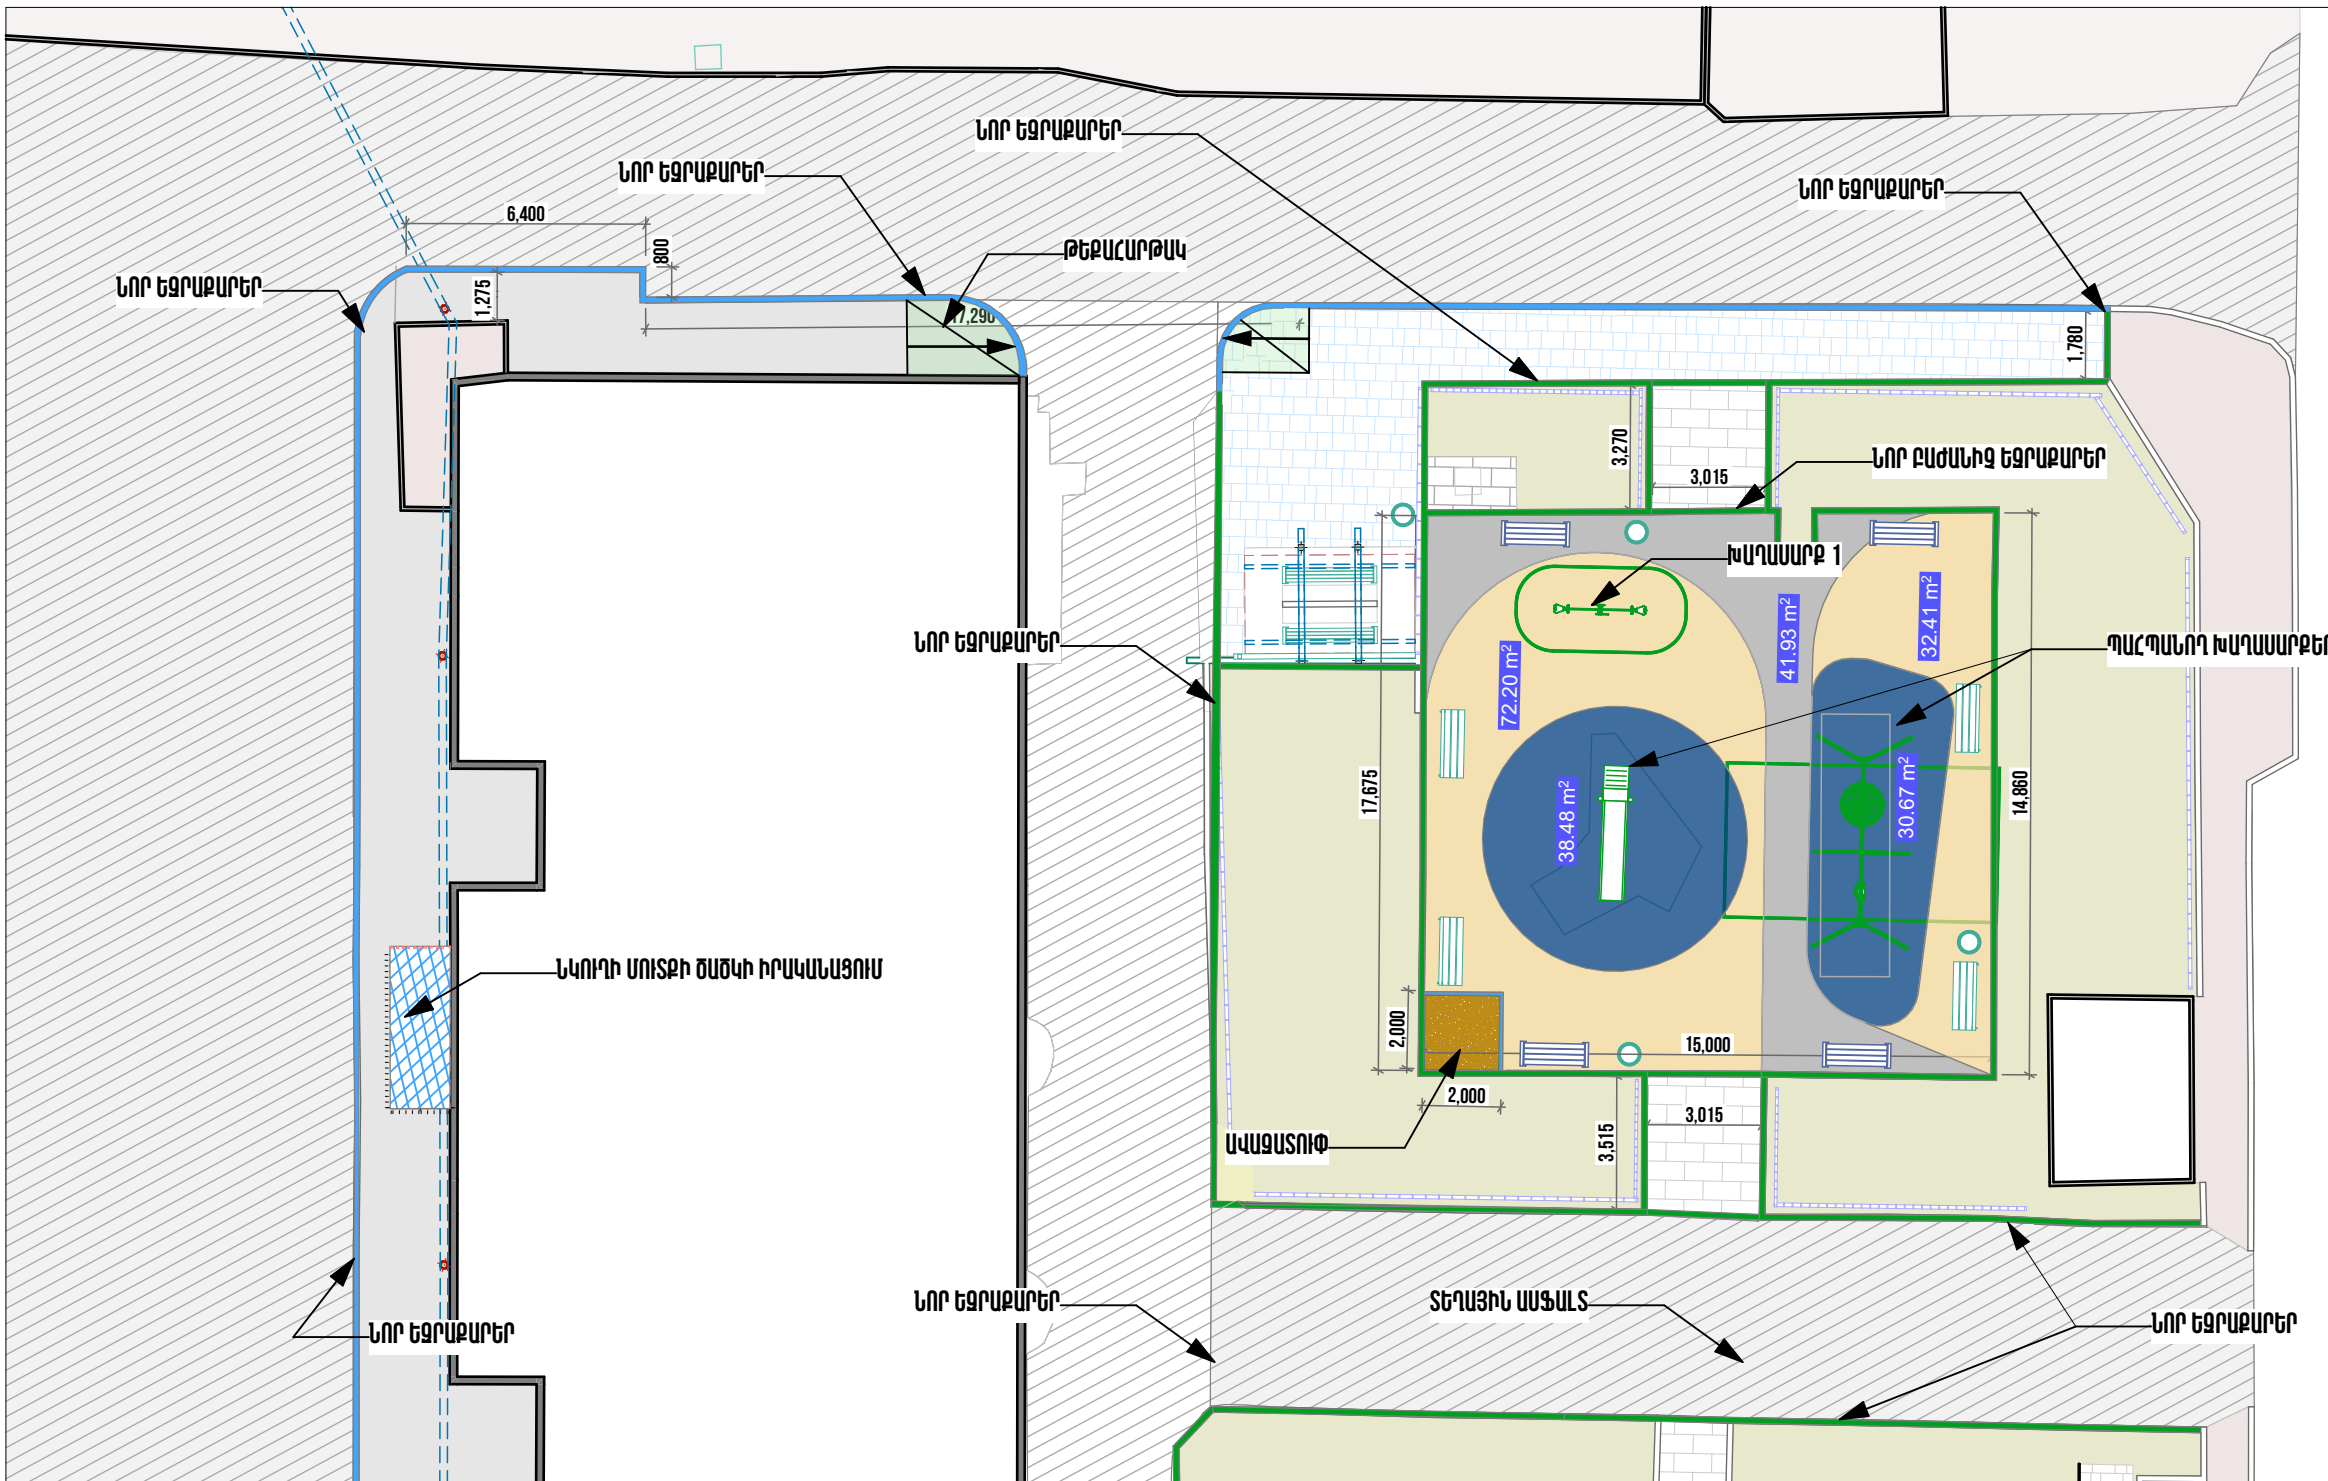 ՆՈՐ ԵԶՐԱՔԱՐԵՐ
ՆՈՐ ԵԶՐԱՔԱՐԵՐ
ՆՈՐ ԵԶՐԱՔԱՐԵՐ
6,400
800
ԹԵՔԱՀԱՐԹԱԿ
ՆՈՐ ԵԶՐԱՔԱՐԵՐ
1,275
17,290
1,780
3,270
3,015
ՆՈՐ ԲԱԺԱՆԻՉ ԵԶՐԱՔԱՐԵՐ
ԽԱՂԱՍԱՐՔ 1
32.41 m²
41.93 m²
ՆՈՐ ԵԶՐԱՔԱՐԵՐ
ՊԱՀՊԱՆՈՂ ԽԱՂԱՍԱՐՔԵՐ
72.20 m²
17,675
38.48 m²
30.67 m²
14,860
ՆԿՈՒՂԻ ՄՈՒՏՔԻ ԾԱԾԿԻ ԻՐԱԿԱՆԱՑՈՒՄ
2,000
15,000
2,000
3,015
3,515
ԱՎԱԶԱՏՈՒՓ
ՆՈՐ ԵԶՐԱՔԱՐԵՐ
ՏԵՂԱՅԻՆ ԱՍՖԱԼՏ
ՆՈՐ ԵԶՐԱՔԱՐԵՐ
ՆՈՐ ԵԶՐԱՔԱՐԵՐ